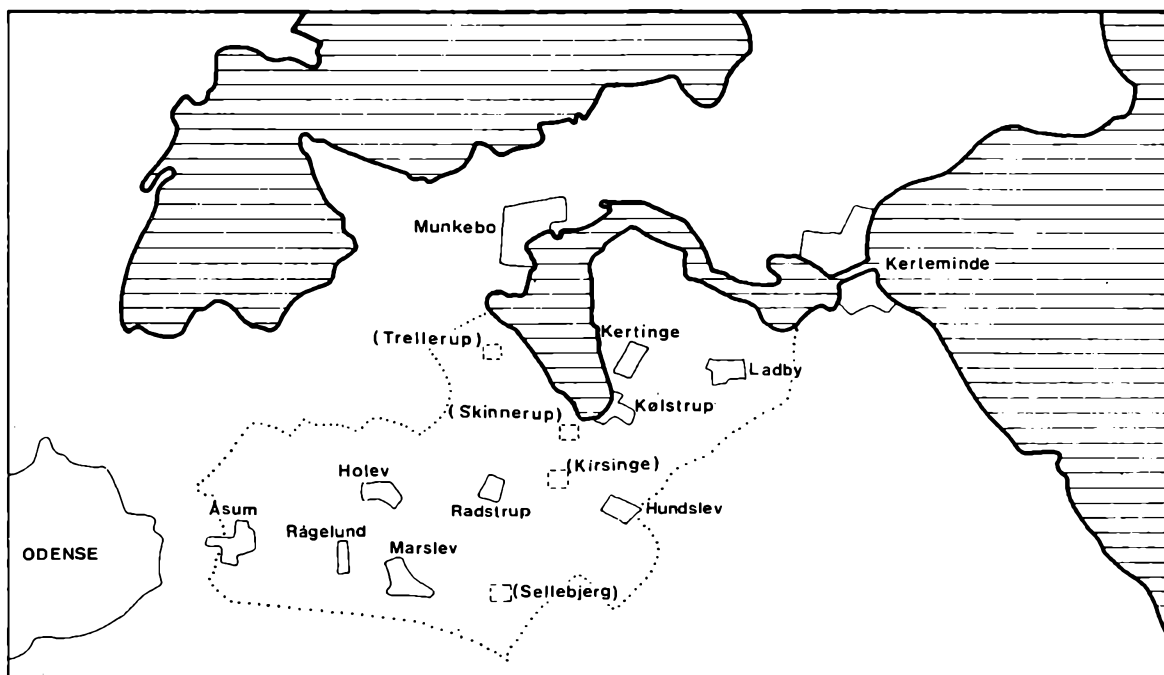 Munkebo
Kerteminde
(Trellerup)
Kertinge
Ladby
(Skinnerup)
Kølstrup
Holev
(Kirsinge)
Åsum
Rågelund
Radstrup
Hundslev
ODENSE
Marslev
(Sellebjerg)